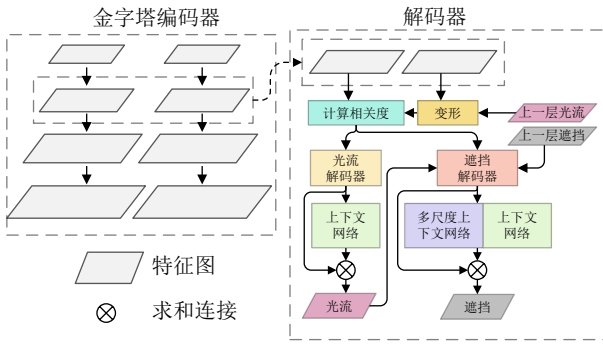 金字塔编码器
解码器
计算相关度
变形
上一层光流
上一层遮挡
光流
解码器
遮挡
解码器
上下文
网络
多尺度上
下文网络
上下文
网络
特征图
求和连接
光流
遮挡